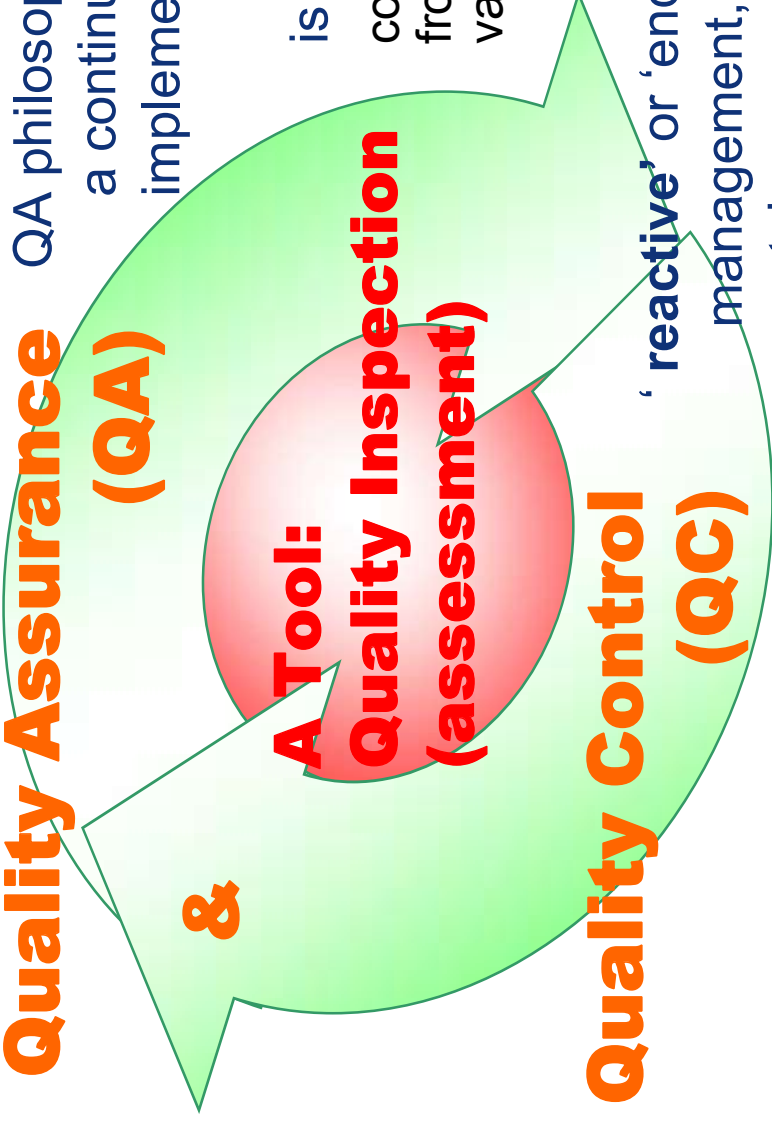 Quality Assurance
(QA)
&
A Tool:
Quality Inspection
(assessment)
Quality Control
(QC)
QA philosop
a continu
impleme
is
co
fro
va
‘ reactive’ or
management,